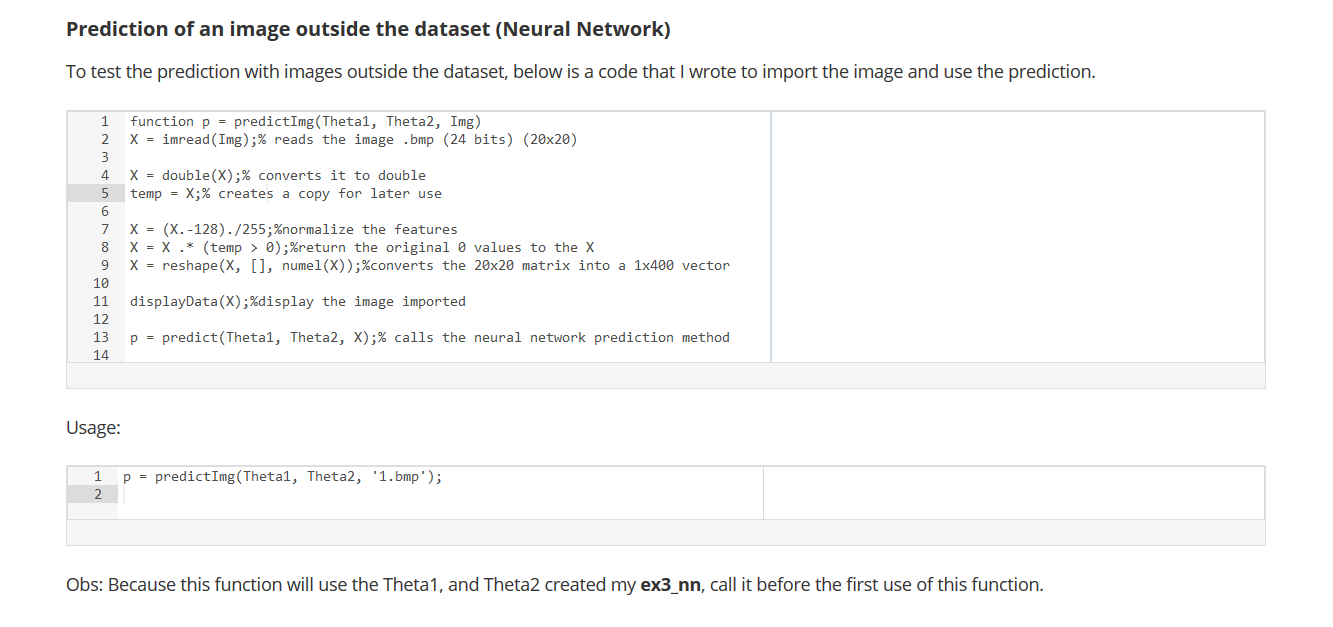 Prediction of an image outside the dataset (Neural Network)
To test the prediction with images outside the dataset, below is a code that I wrote to import the image and use the prediction.
1 function p = predictImg(Theta1, Theta2, Img)
2 X = imread(Img);% reads the image .bmp (24 bits) (20x20)
3
4 X = double(X);% converts it to double
5 temp = X;% creates a copy for later use
6
7 X = (X.-128)./255;%normalize the features
8 X = X .* (temp > 0);%return the original 0 values to the X
9 X = reshape(X, [], numel(X));%converts the 20x20 matrix into a 1x400 vector
10
11 displayData(X);%display the image imported
12
13 p = predict(Theta1, Theta2, X);% calls the neural network prediction method
14
Usage:
1 p = predictImg(Theta1, Theta2, '1.bmp');
2
Obs: Because this function will use the Theta1, and Theta2 created my ex3_nn, call it before the first use of this function.